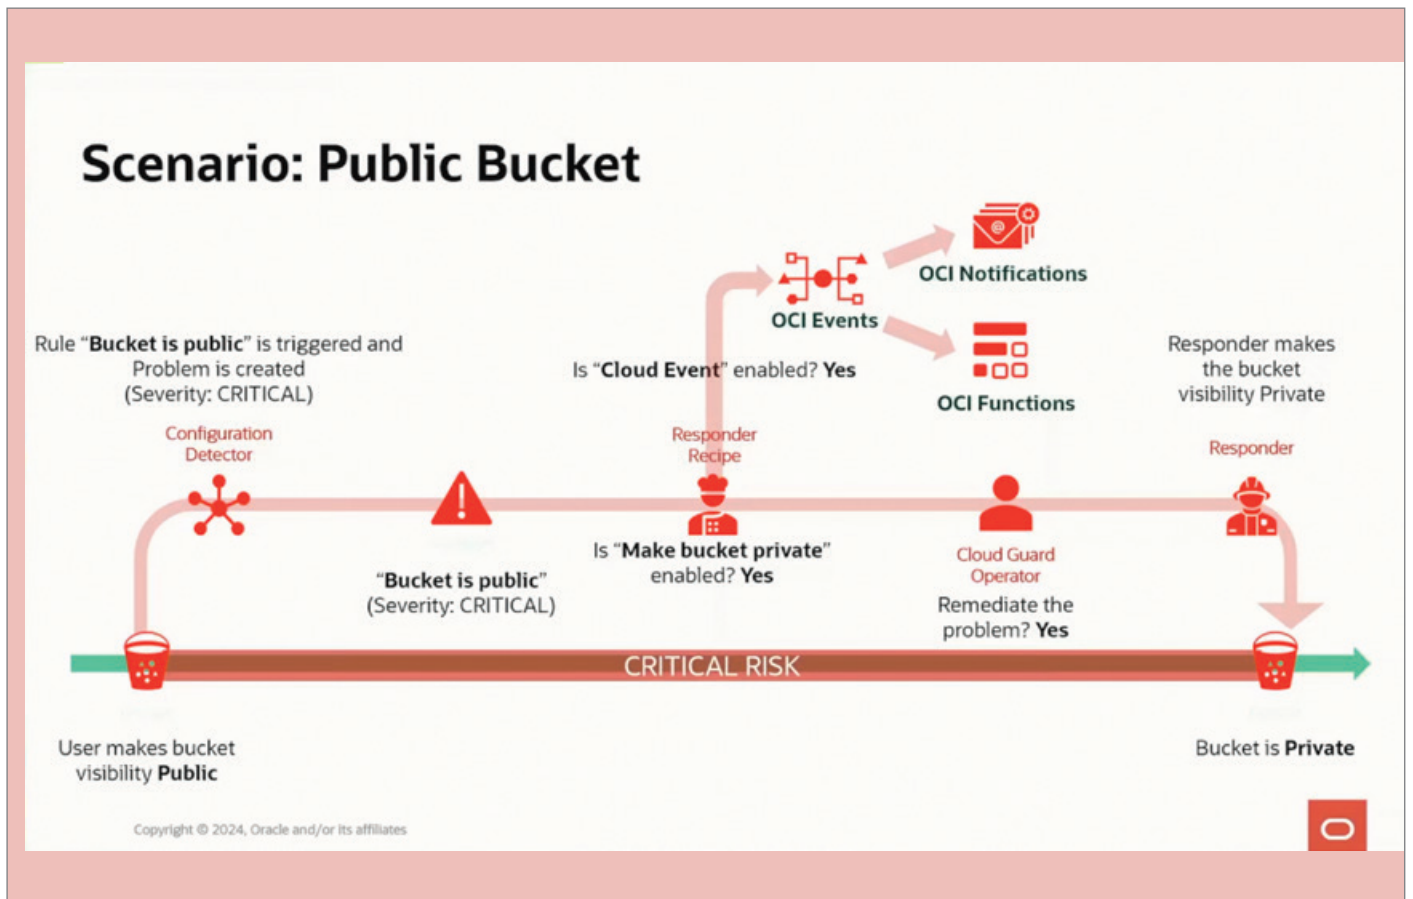 Scenario: Public Bucket
OCI Notifications
OCI Events
Rule “Bucket is public” is triggered and
Problem is created
(Severity: CRITICAL)
Is “Cloud Event” enabled? Yes
OCI Functions
Responder makes
the bucket
visibility Private
Configuration
Detector
Responder
Recipe
Responder
“Bucket is public”
(Severity: CRITICAL)
Is “Make bucket private”
enabled? Yes
Cloud Guard
Operator
Remediate the
problem? Yes
CRITICAL RISK
User makes bucket
visibility Public
Bucket is Private
Copyright © 2024, Oracle and/or its affiliates